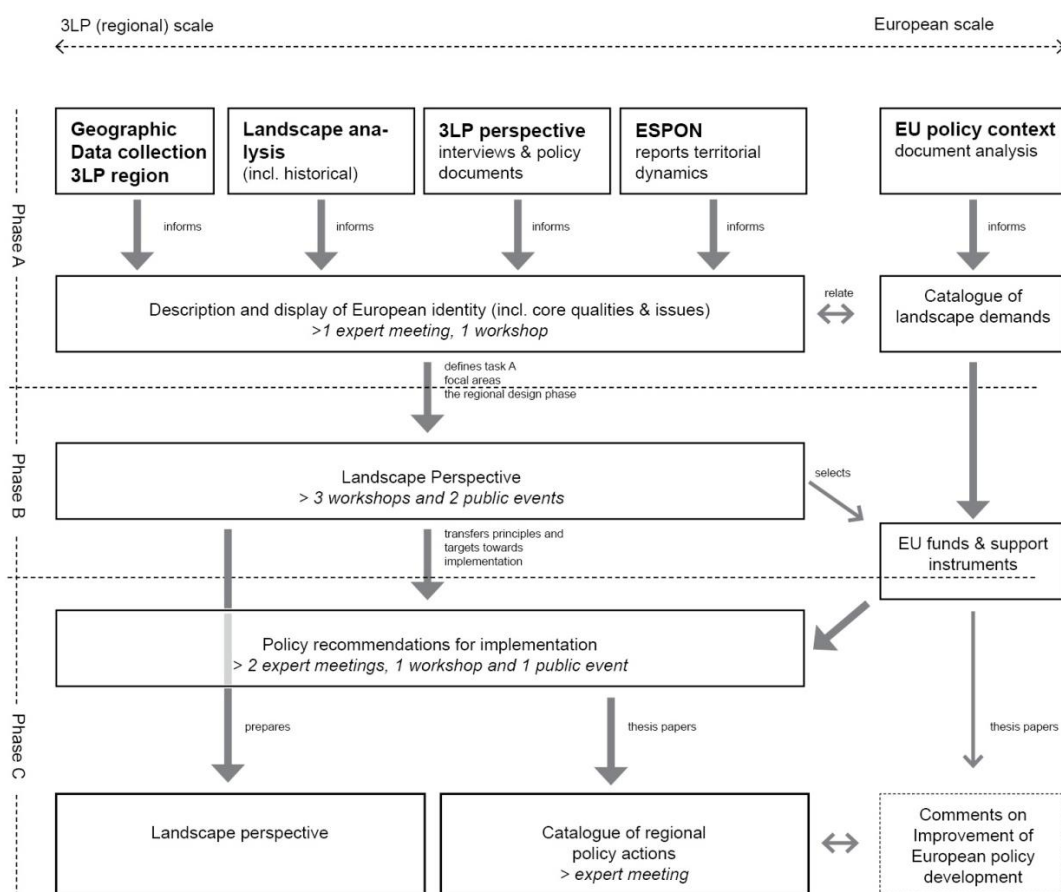 3LP (regional) scale
European scale
Phase A
Geographic
Data collection
3LP region
Landscape ana-
lysis
(incl. historical)
3LP perspective
interviews & policy
documents
ESPON
reports territorial
dynamics
EU policy context
document analysis
informs
informs
informs
informs
informs
Description and display of European identity (incl. core qualities & issues)
>1 expert meeting, 1 workshop
relate
Catalogue of
landscape demands
defines task A
focal areas
the regional design phase
Phase B
Landscape Perspective
> 3 workshops and 2 public events
selects
transfers principles and
targets towards
implementation
EU funds & support
instruments
Phase C
Policy recommendations for implementation
> 2 expert meetings, 1 workshop and 1 public event
prepares
thesis papers
thesis papers
Landscape perspective
Catalogue of regional
policy actions
> expert meeting
Comments on
Improvement of
European policy
development